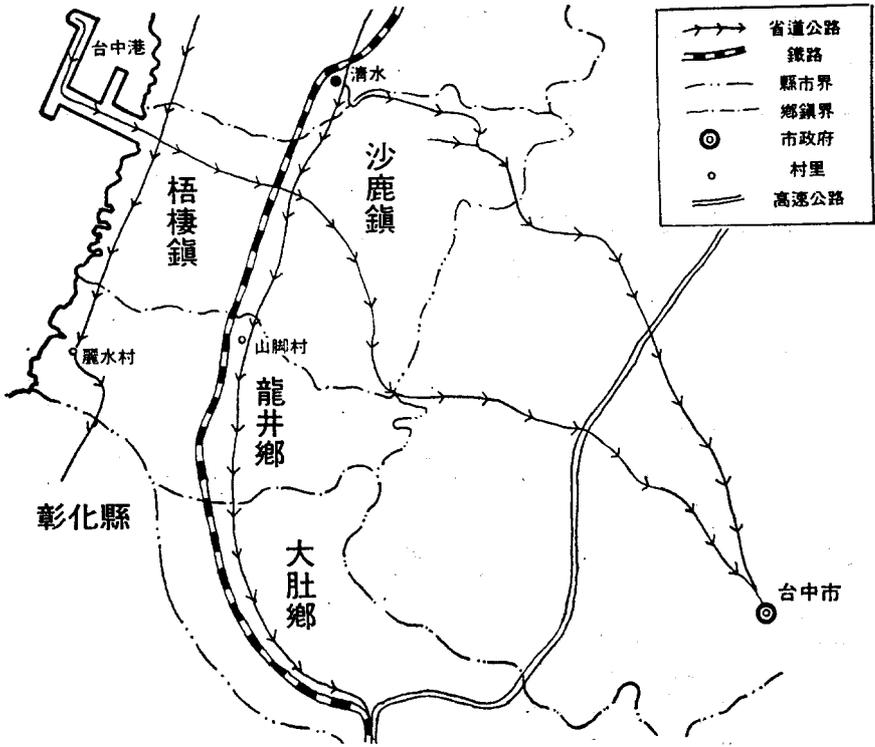 台中港
清水
沙鹿鎮
梧棲鎮
麗水村
山脚村
龍井鄉
彰化縣
大肚鄉
台中市
省道公路
鐵路
縣市界
鄉鎮界
市政府
村里
高速公路